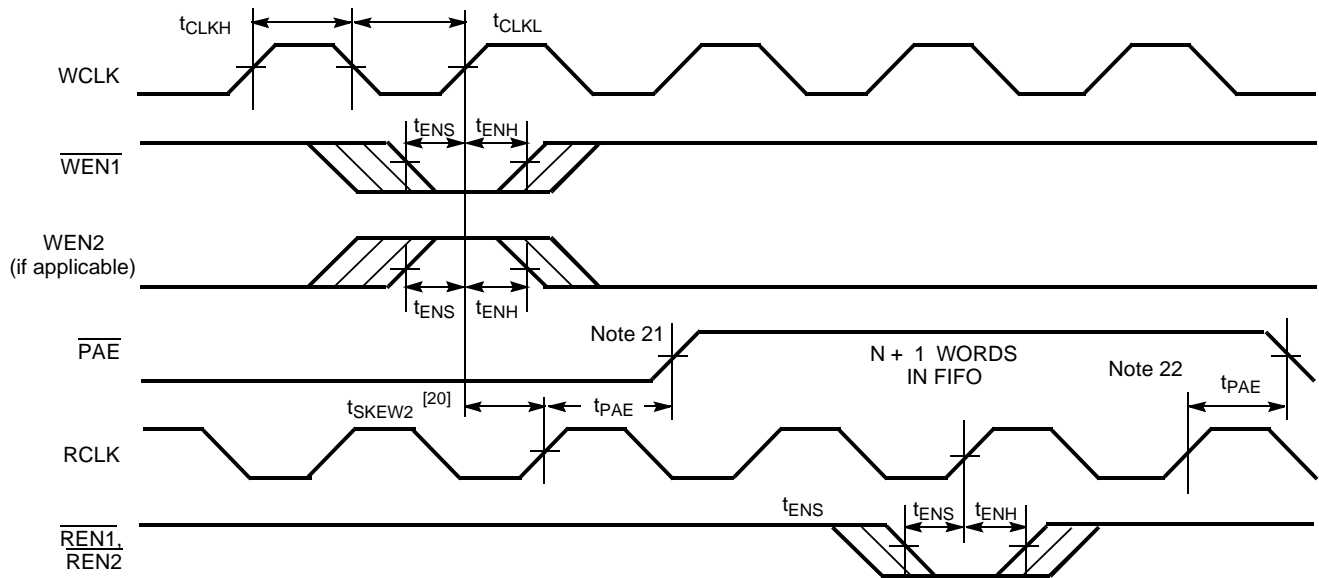 tCLKH
tCLKL
WCLK
tENS
tENH
WEN1
WEN2
(if applicable)
tENS
tENH
Note 21
PAE
N + 1 WORDS
IN FIFO
Note 22
tPAE
tSKEW2 [20]
tPAE
RCLK
tENS
tENS
tENH
REN1,
REN2